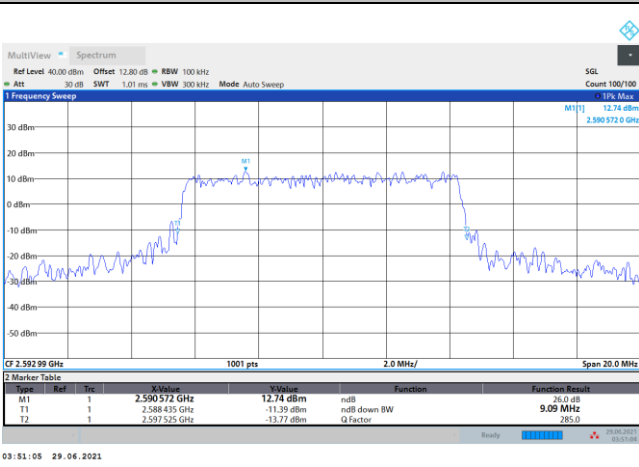 MultiView Spectrum
Ref Level 40.00 dBm Offset 12.80 dB RBW 100 kHz SGL
Att 30 dB SWT 1.01 ms VBW 300 kHz Mode Auto Sweep Count 100/100
1 Frequency Sweep 1Pk Max
M1[1] 12.74 dBm
2.590 572 0 GHz
30 dBm
20 dBm
M1
10 dBm
0 dBm
T1
-10 dBm
-20 dBm
-30 dBm
-40 dBm
-50 dBm
CF 2.592 99 GHz 1001 pts 2.0 MHz/ Span 20.0 MHz
2 Marker Table
Type Ref Trc X-Value Y-Value Function Function Result
M1 1 2.590 572 GHz 12.74 dBm ndB 26.0 dB
T1 1 2.588 435 GHz -11.39 dBm ndB down BW 9.09 MHz
T2 1 2.597 525 GHz -13.77 dBm Q Factor 285.0
Ready 29.06.2021
03:51:04
03:51:05 29.06.2021